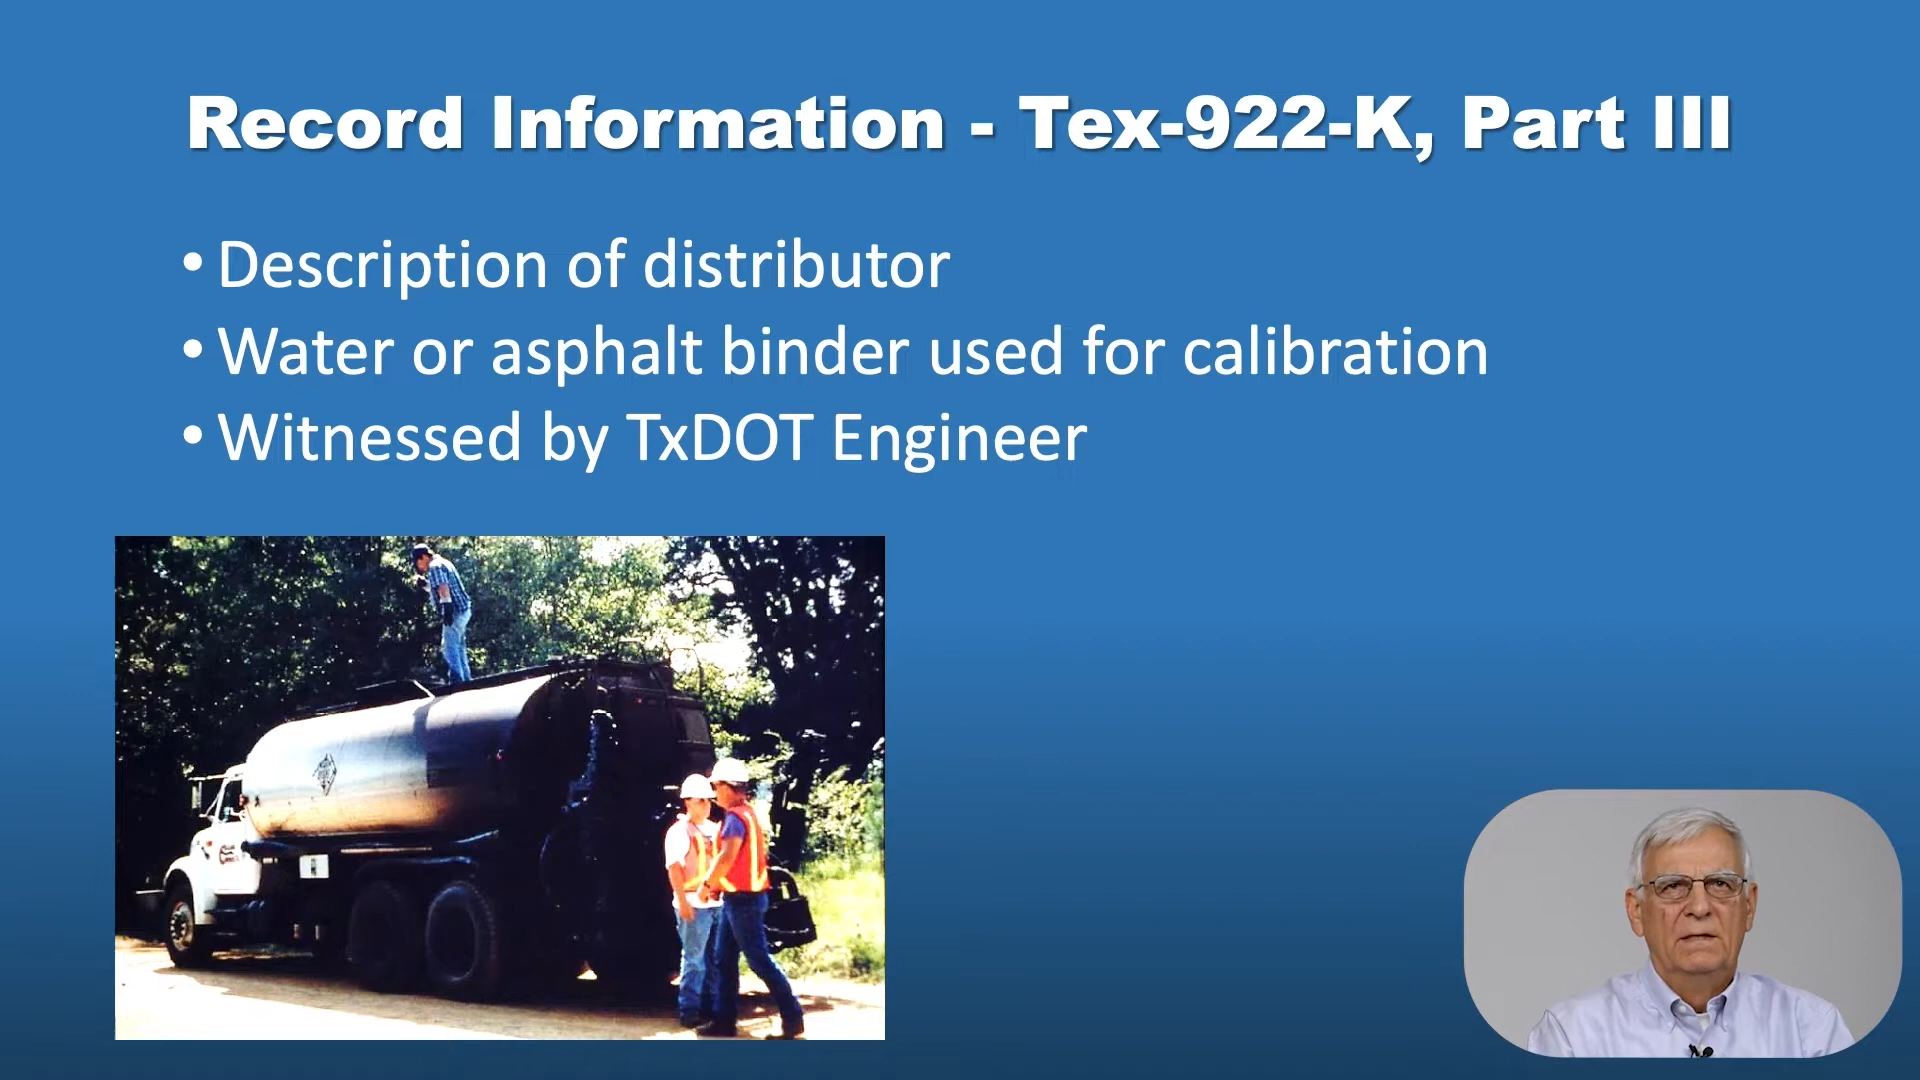 Record Information - Tex-922-K, Part III
• Description of distributor
• Water or asphalt binder used for calibration
• Witnessed by TxDOT Engineer